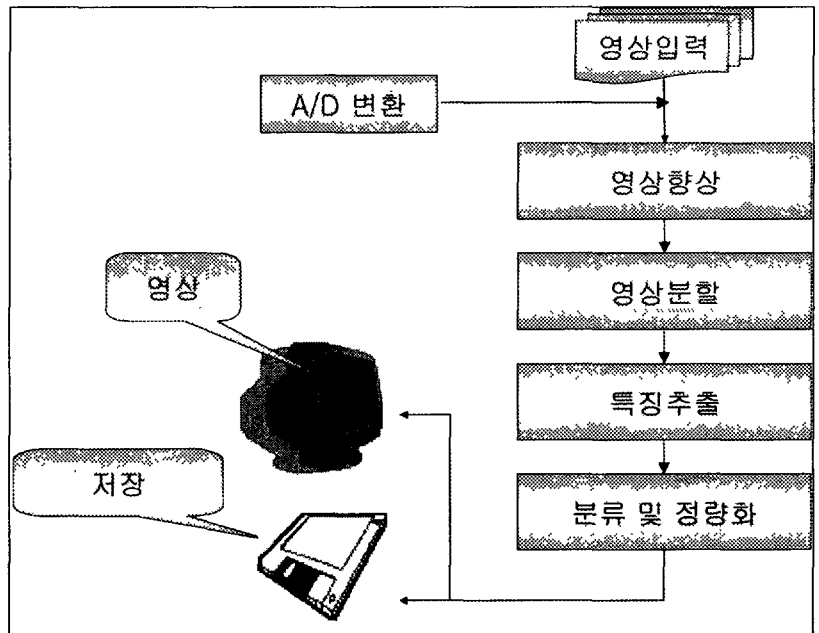 영상입력
A/D 변환
영상향상
영상분할
영상
특징추출
저장
분류 및 정량화